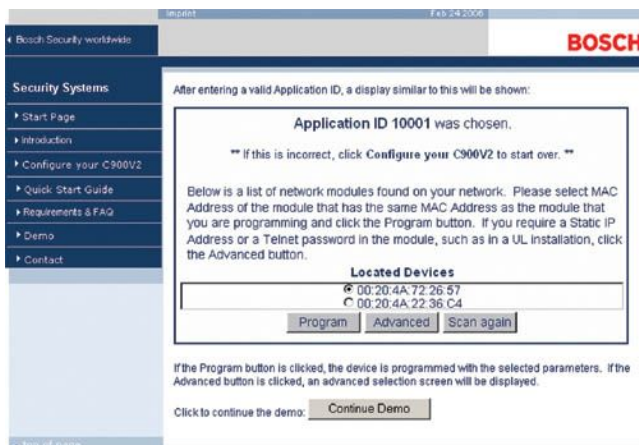 Imprint
Feb 24 2006
Bosch Security worldwide
BOSCH
Security Systems
Start Page
Introduction
Configure your C900V2
Quick Start Guide
Requirements & FAQ
Demo
Contact
After entering a valid Application ID, a display similar to this will be shown:
Application ID 10001 was chosen.
** If this is incorrect, click Configure your C900V2 to start over. **
Below is a list of network modules found on your network. Please select MAC
Address of the module that has the same MAC Address as the module that
you are programming and click the Program button. If you require a Static IP
Address or a Telnet password in the module, such as in a UL installation, click
the Advanced button.
Located Devices
00:20:4A:72:26:57
00:20:4A:22:36:C4
Program Advanced Scan again
If the Program button is clicked, the device is programmed with the selected parameters. If the
Advanced button is clicked, an advanced selection screen will be displayed.
Click to continue the demo: Continue Demo
top of page